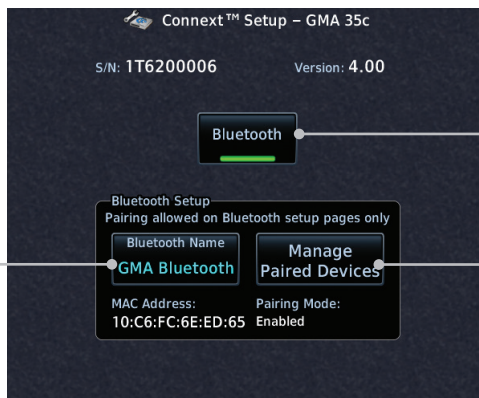 Connext™ Setup – GMA 35c
S/N: 1T6200006 Version: 4.00
Bluetooth
Bluetooth Setup
Pairing allowed on Bluetooth setup pages only
Bluetooth Name
GMA Bluetooth
Manage
Paired Devices
MAC Address: Pairing Mode:
10:C6:FC:6E:ED:65 Enabled